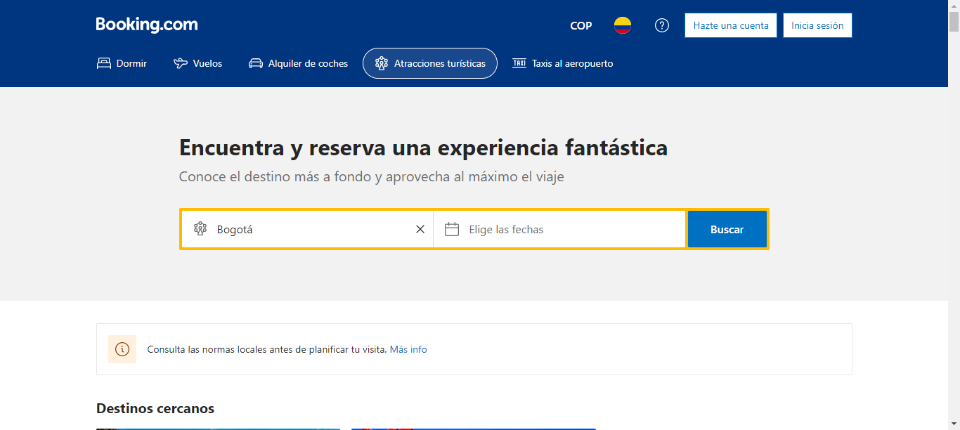 Booking.com
COP
Hazte una cuenta
Inicia sesión
Dormir
Vuelos
Alquiler de coches
Atracciones turísticas
TAXI
Taxis al aeropuerto
Encuentra y reserva una experiencia fantástica
Conoce el destino más a fondo y aprovecha al máximo el viaje
Bogotá
Elige las fechas
Buscar
Consulta las normas locales antes de planificar tu visita. Más info
Destinos cercanos